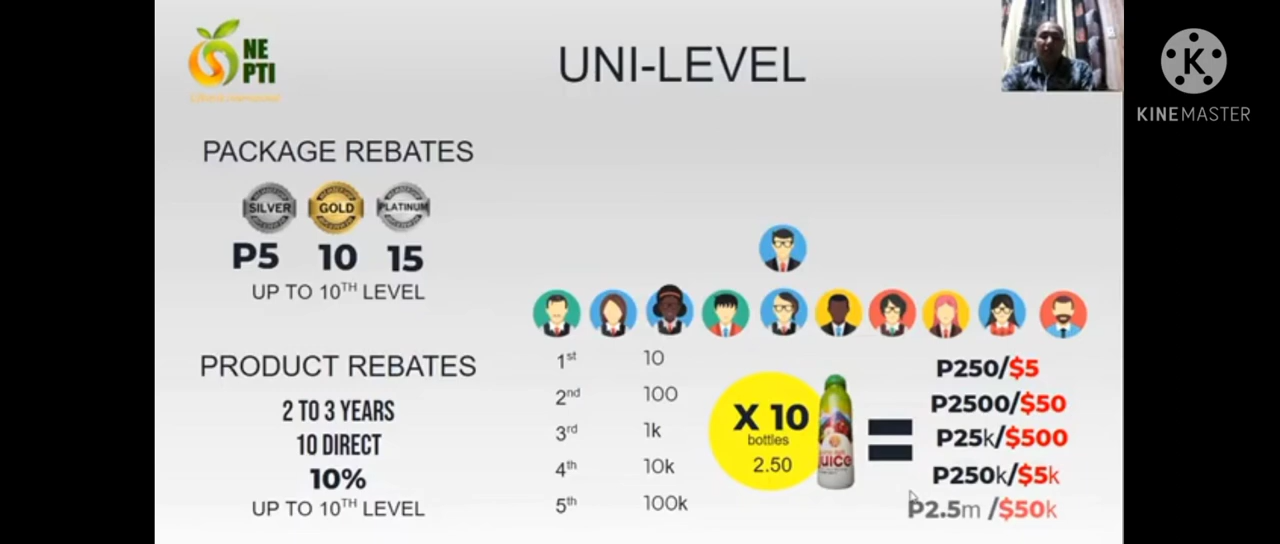 NE
PTI
UNI-LEVEL
KINEMASTER
PACKAGE REBATES
SILVER GOLD PLATINUM
P5 10 15
UP TO 10TH LEVEL
PRODUCT REBATES
2 TO 3 YEARS
10 DIRECT
10%
UP TO 10TH LEVEL
1st 10
2nd 100
3rd 1k
4th 10k
5th 100k
X 10
bottles
2.50
juice
=
P250/$5
P2500/$50
P25k/$500
P250k/$5k
P2.5m /$50k